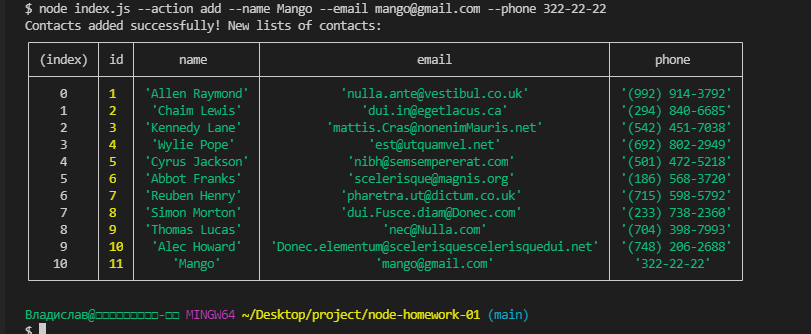 $ node index.js --action add --name Mango --email mango@gmail.com --phone 322-22-22
Contacts added successfully! New lists of contacts:
(index) id name email phone
0 1 'Allen Raymond' 'nulla.ante@vestibul.co.uk' '(992) 914-3792'
1 2 'Chaim Lewis' 'dui.in@egetlacus.ca' '(294) 840-6685'
2 3 'Kennedy Lane' 'mattis.Cras@nonenimMauris.net' '(542) 451-7038'
3 4 'Wylie Pope' 'est@utquamvel.net' '(692) 802-2949'
4 5 'Cyrus Jackson' 'nibh@semsempererat.com' '(501) 472-5218'
5 6 'Abbot Franks' 'scelerisque@magnis.org' '(186) 568-3720'
6 7 'Reuben Henry' 'pharetra.ut@dictum.co.uk' '(715) 598-5792'
7 8 'Simon Morton' 'dui.Fusce.diam@Donec.com' '(233) 738-2360'
8 9 'Thomas Lucas' 'nec@Nulla.com' '(704) 398-7993'
9 10 'Alec Howard' 'Donec.elementum@scelerisquescelerisquedui.net' '(748) 206-2688'
10 11 'Mango' 'mango@gmail.com' '322-22-22'
Владислав@□□□□□□□□□-□□ MINGW64 ~/Desktop/project/node-homework-01 (main)
$